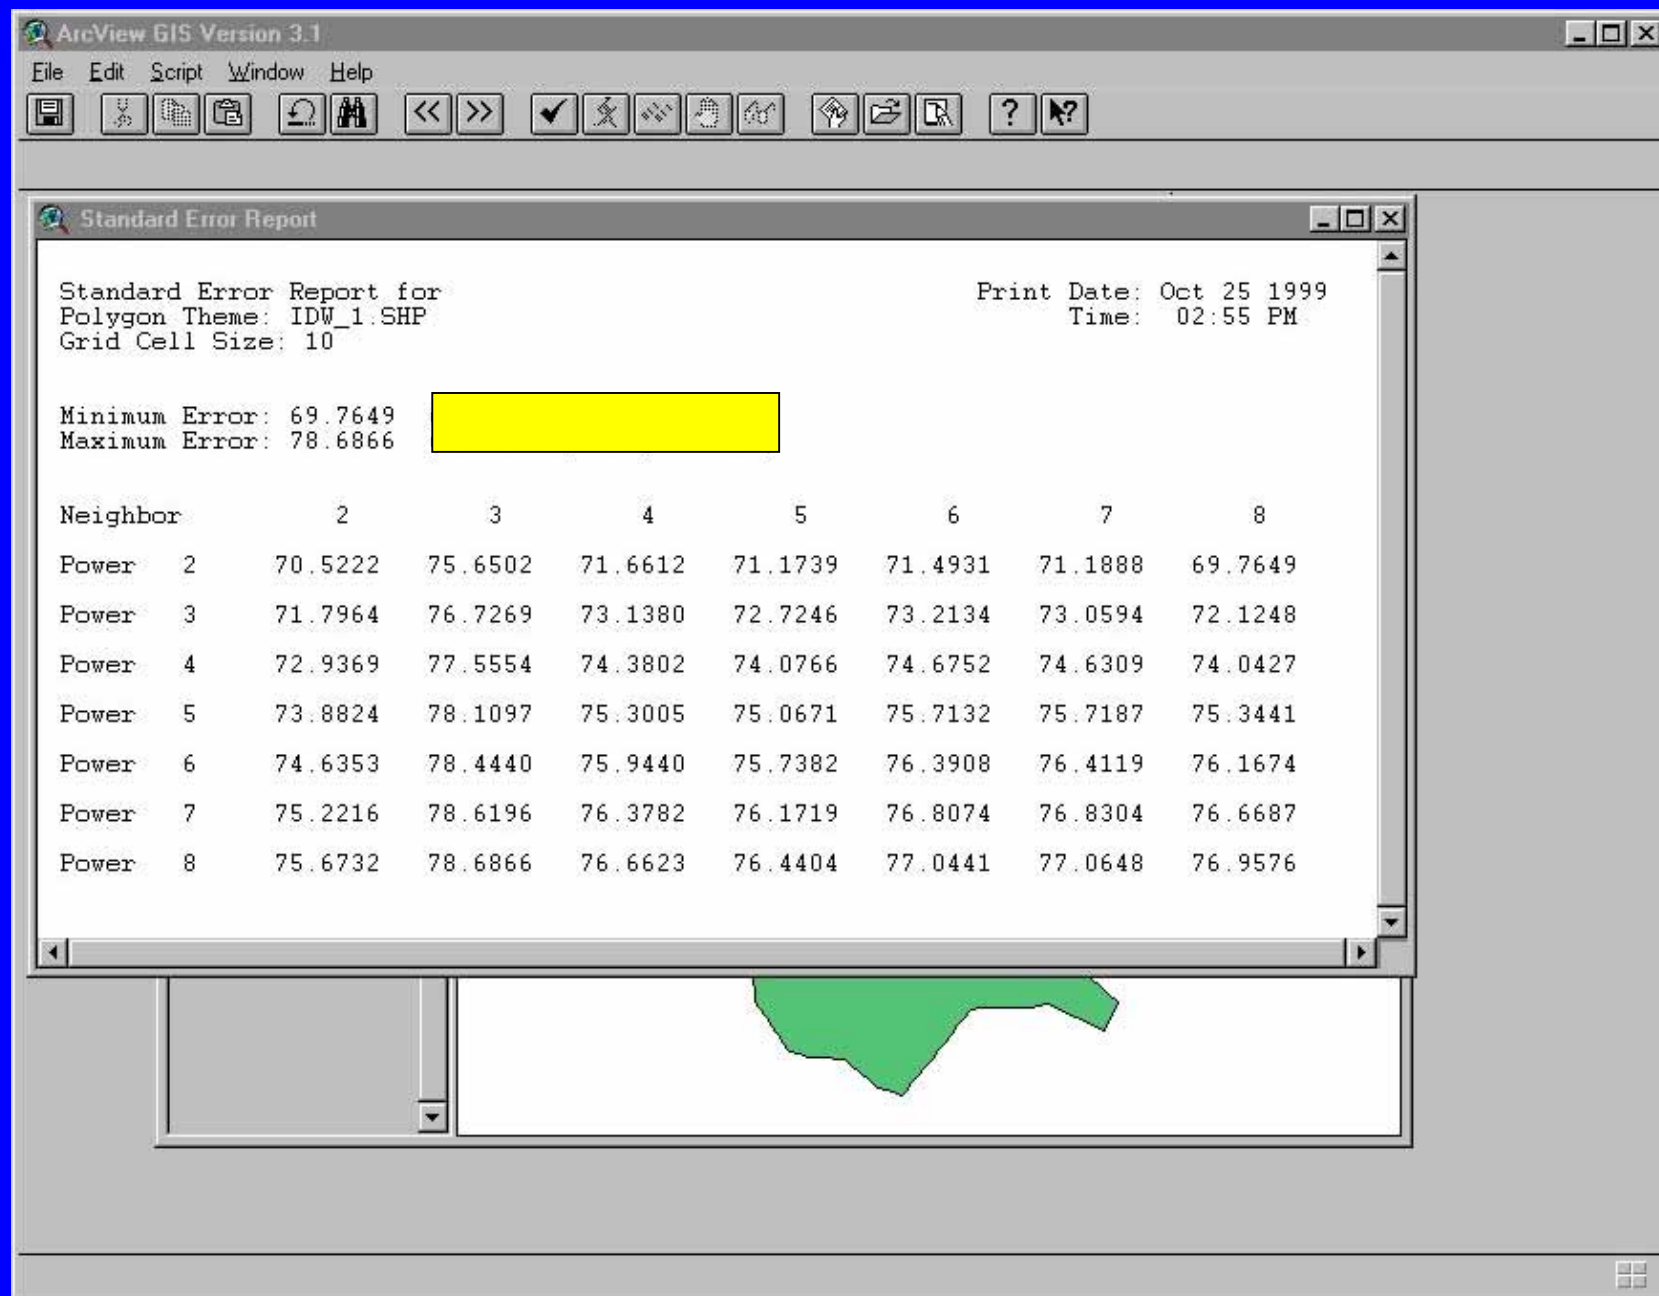 ArcView GIS Version 3.1
File Edit Script Window Help
Standard Error Report
Standard Error Report for Print Date: Oct 25 1999
Polygon Theme: IDW_1.SHP Time: 02:55 PM
Grid Cell Size: 10
Minimum Error: 69.7649
Maximum Error: 78.6866
Neighbor 2 3 4 5 6 7 8
Power 2 70.5222 75.6502 71.6612 71.1739 71.4931 71.1888 69.7649
Power 3 71.7964 76.7269 73.1380 72.7246 73.2134 73.0594 72.1248
Power 4 72.9369 77.5554 74.3802 74.0766 74.6752 74.6309 74.0427
Power 5 73.8824 78.1097 75.3005 75.0671 75.7132 75.7187 75.3441
Power 6 74.6353 78.4440 75.9440 75.7382 76.3908 76.4119 76.1674
Power 7 75.2216 78.6196 76.3782 76.1719 76.8074 76.8304 76.6687
Power 8 75.6732 78.6866 76.6623 76.4404 77.0441 77.0648 76.9576